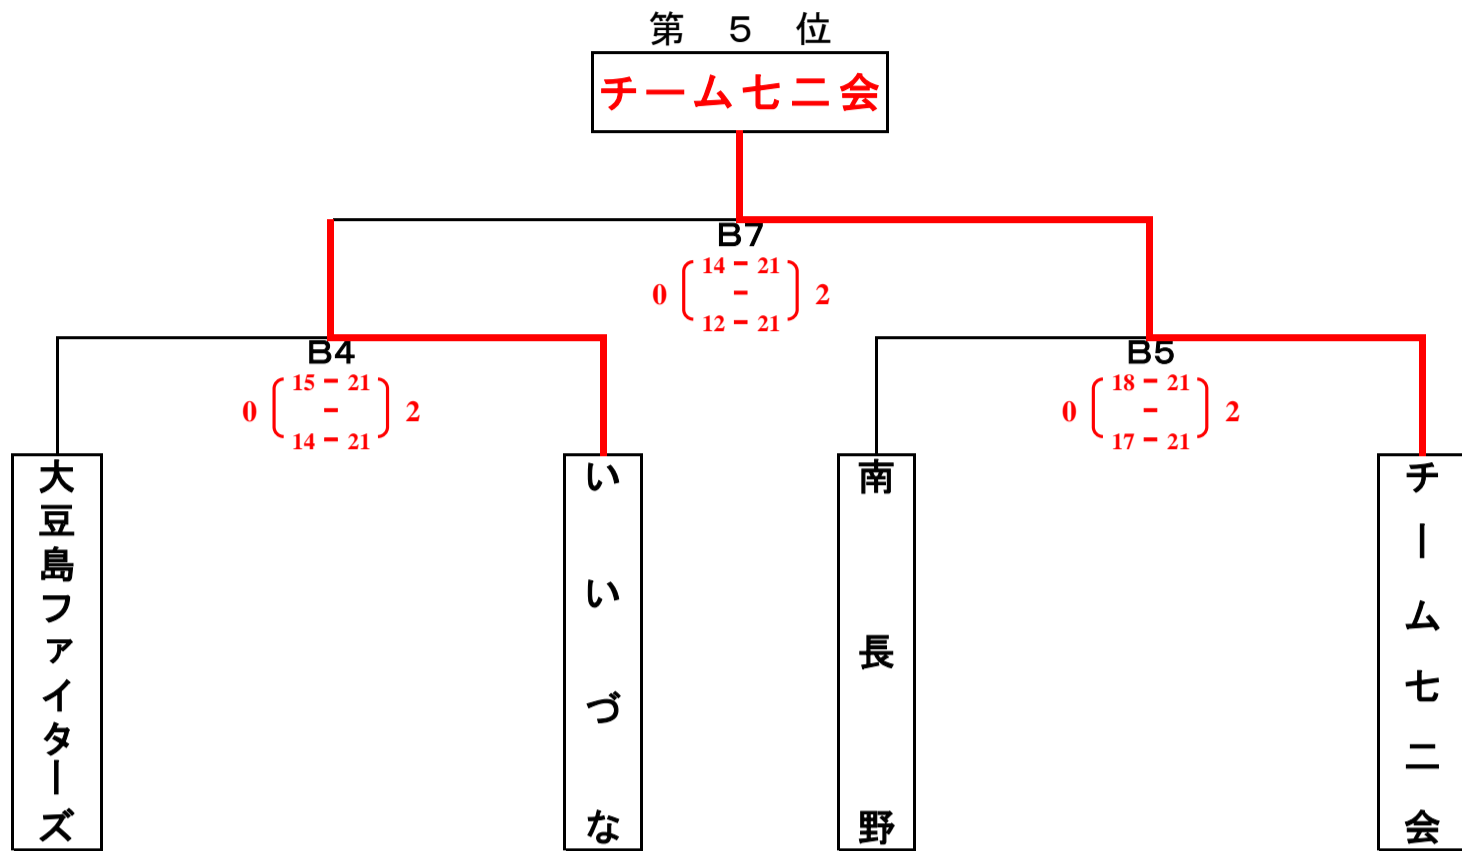 第 5 位
チーム七二会
B7
14 - 21
0 - 2
12 - 21
B4
15 - 21
0 - 2
14 - 21
B5
18 - 21
0 - 2
17 - 21
大豆島ファイターズ
いいづな
南長野
チーム七二会